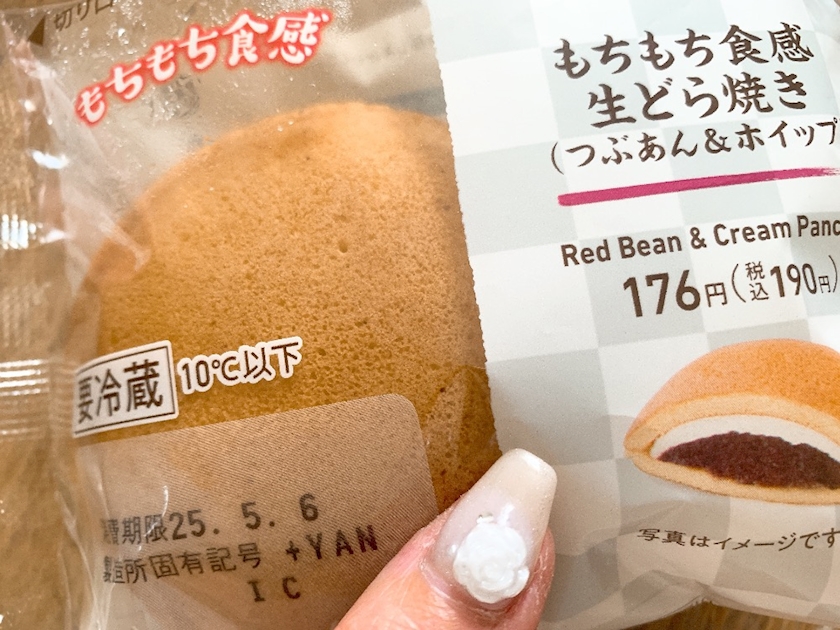 切り口
もちもち食感
要冷蔵 10℃以下
消費期限25. 5. 6
製造所固有記号 +YAN
IC
もちもち食感
生どら焼き
(つぶあん&ホイップ
Red Bean & Cream Panc
176円(税込190円)
写真はイメージです